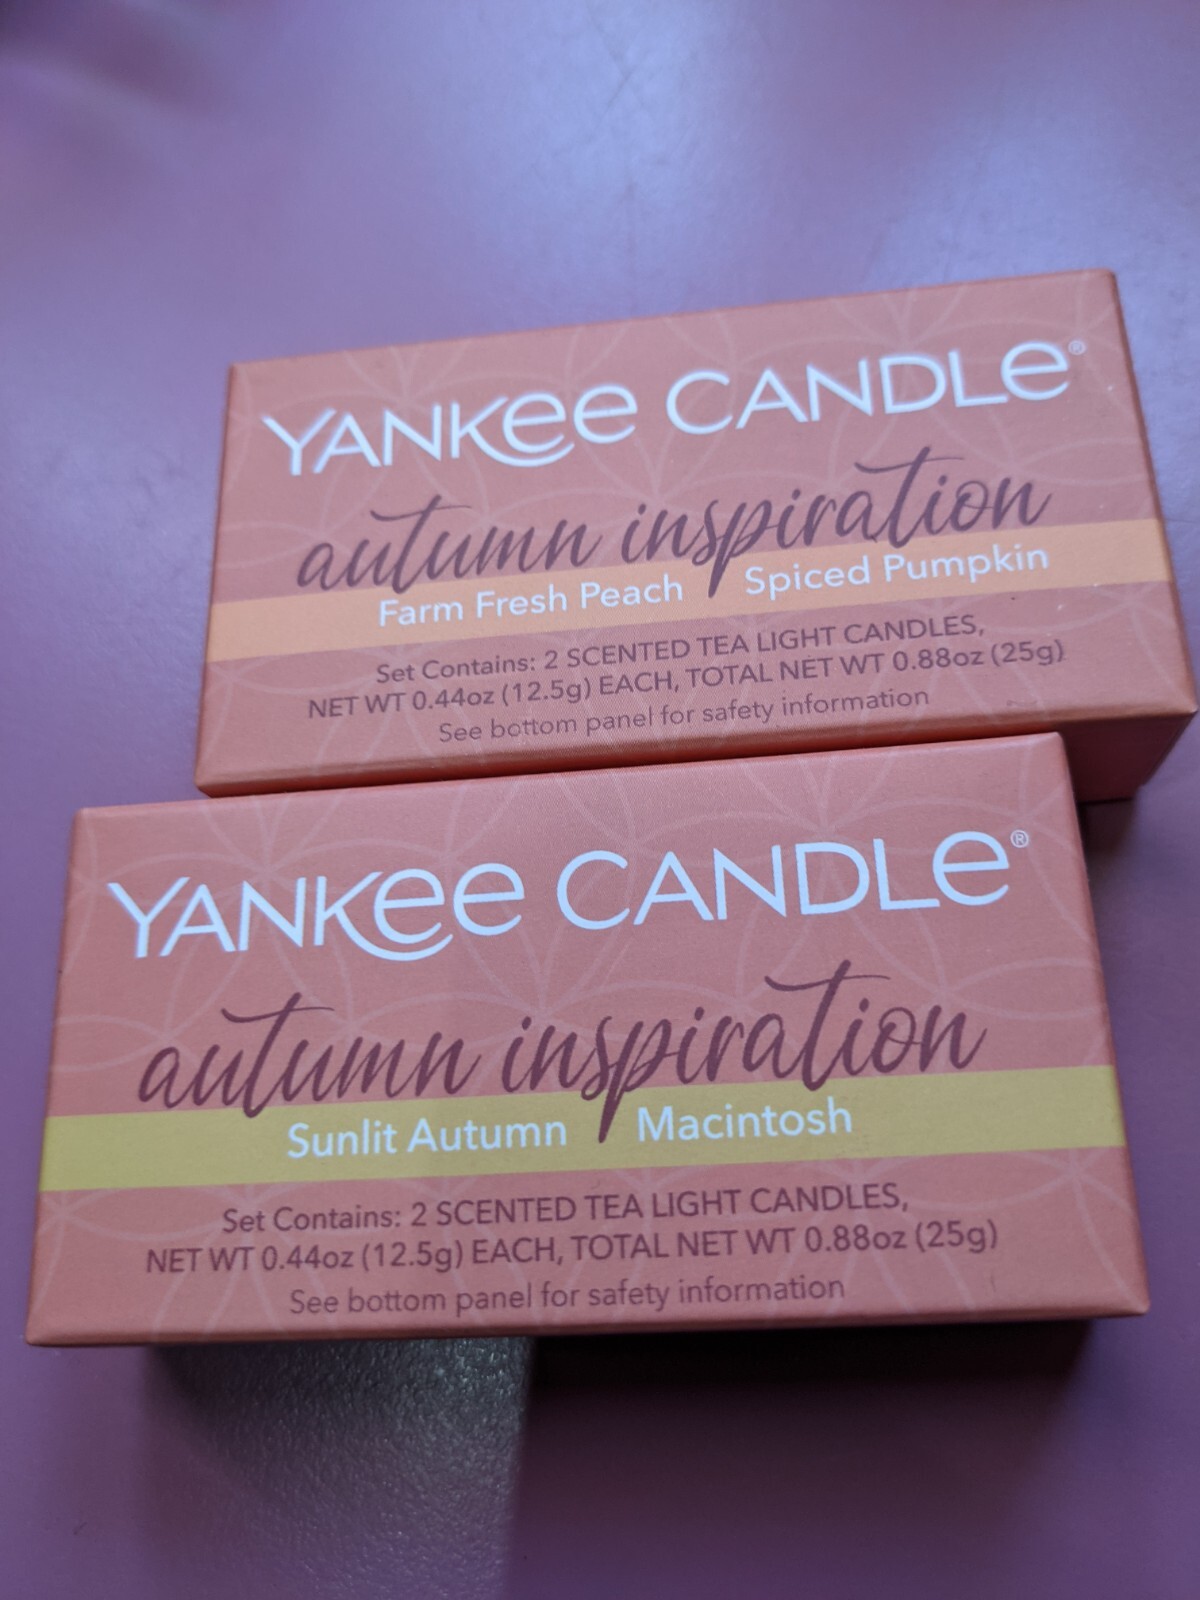 YANKEE CANDLE®
autumn inspiration
Farm Fresh Peach Spiced Pumpkin
Set Contains: 2 SCENTED TEA LIGHT CANDLES,
NET WT 0.44oz (12.5g) EACH, TOTAL NET WT 0.88oz (25g)
See bottom panel for safety information
YANKEE CANDLE®
autumn inspiration
Sunlit Autumn Macintosh
Set Contains: 2 SCENTED TEA LIGHT CANDLES,
NET WT 0.44oz (12.5g) EACH, TOTAL NET WT 0.88oz (25g)
See bottom panel for safety information